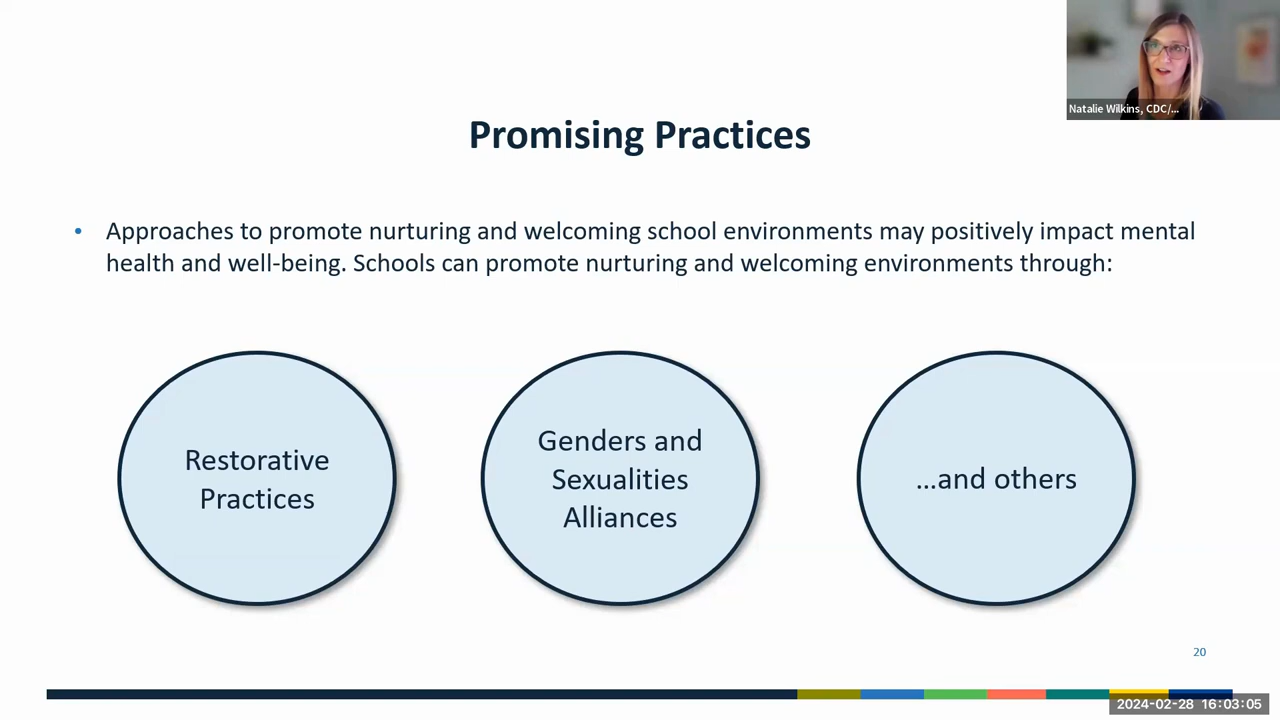 Natalie Wilkins, CDC/...
Promising Practices
• Approaches to promote nurturing and welcoming school environments may positively impact mental
health and well-being. Schools can promote nurturing and welcoming environments through:
Restorative
Practices
Genders and
Sexualities
Alliances
...and others
20
2024-02-28 16:03:05